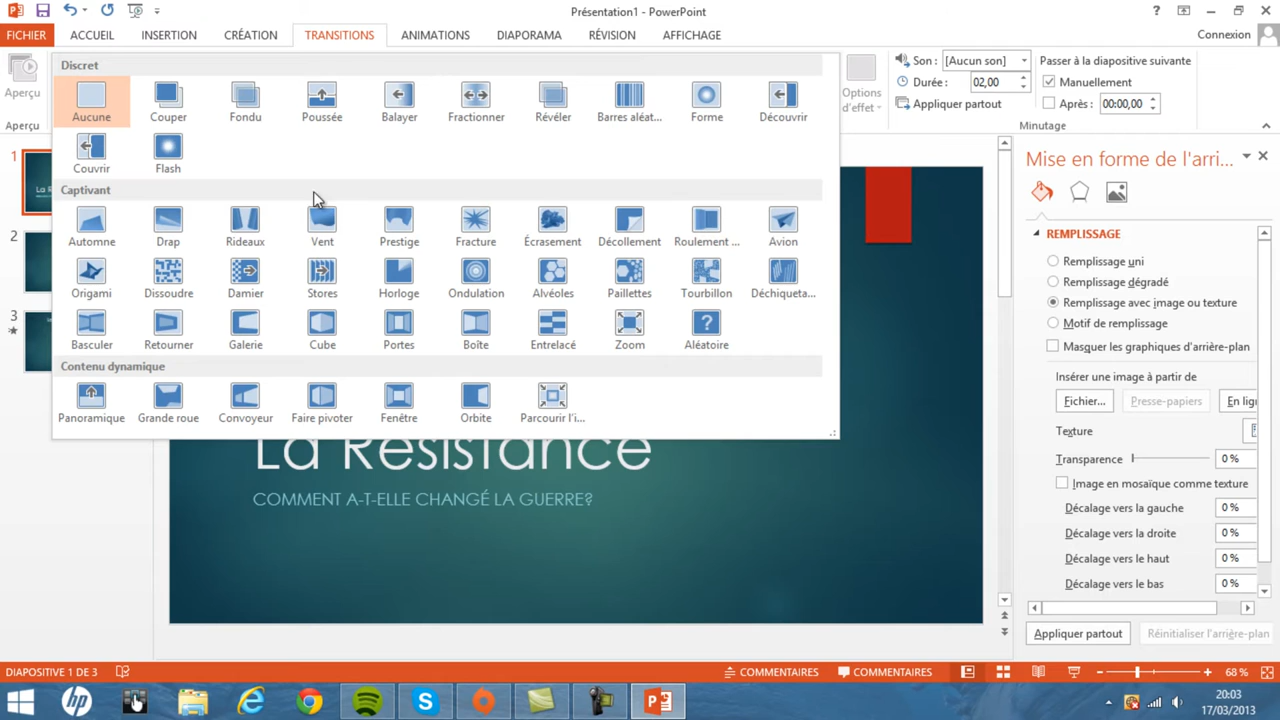 Présentation1 - PowerPoint
?
FICHIER ACCUEIL INSERTION CRÉATION TRANSITIONS ANIMATIONS DIAPORAMA RÉVISION AFFICHAGE Connexion
Aperçu
Aperçu
Discret
Aucune Couper Fondu Poussée Balayer Fractionner Révéler Barres aléat... Forme Découvrir
Couvrir Flash
Captivant
Automne Drap Rideaux Vent Prestige Fracture Écrasement Décollement Roulement ... Avion
Origami Dissoudre Damier Stores Horloge Ondulation Alvéoles Paillettes Tourbillon Déchiqueta...
Basculer Retourner Galerie Cube Portes Boîte Entrelacé Zoom Aléatoire
Contenu dynamique
Panoramique Grande roue Convoyeur Faire pivoter Fenêtre Orbite Parcourir l'i...
Options
d'effet
Son : [Aucun son]
Durée : 02,00
Appliquer partout
Passer à la diapositive suivante
Manuellement
Après : 00:00,00
Minutage
1
2
3
La Résistance
COMMENT A-T-ELLE CHANGÉ LA GUERRE?
Mise en forme de l'arri...
REMPLISSAGE
Remplissage uni
Remplissage dégradé
Remplissage avec image ou texture
Motif de remplissage
Masquer les graphiques d'arrière-plan
Insérer une image à partir de
Fichier... Presse-papiers En lig
Texture
Transparence 0 %
Image en mosaïque comme texture
Décalage vers la gauche 0 %
Décalage vers la droite 0 %
Décalage vers le haut 0 %
Décalage vers le bas 0 %
Appliquer partout Réinitialiser l'arrière-plan
DIAPOSITIVE 1 DE 3 COMMENTAIRES COMMENTAIRES 68 %
20:03
17/03/2013